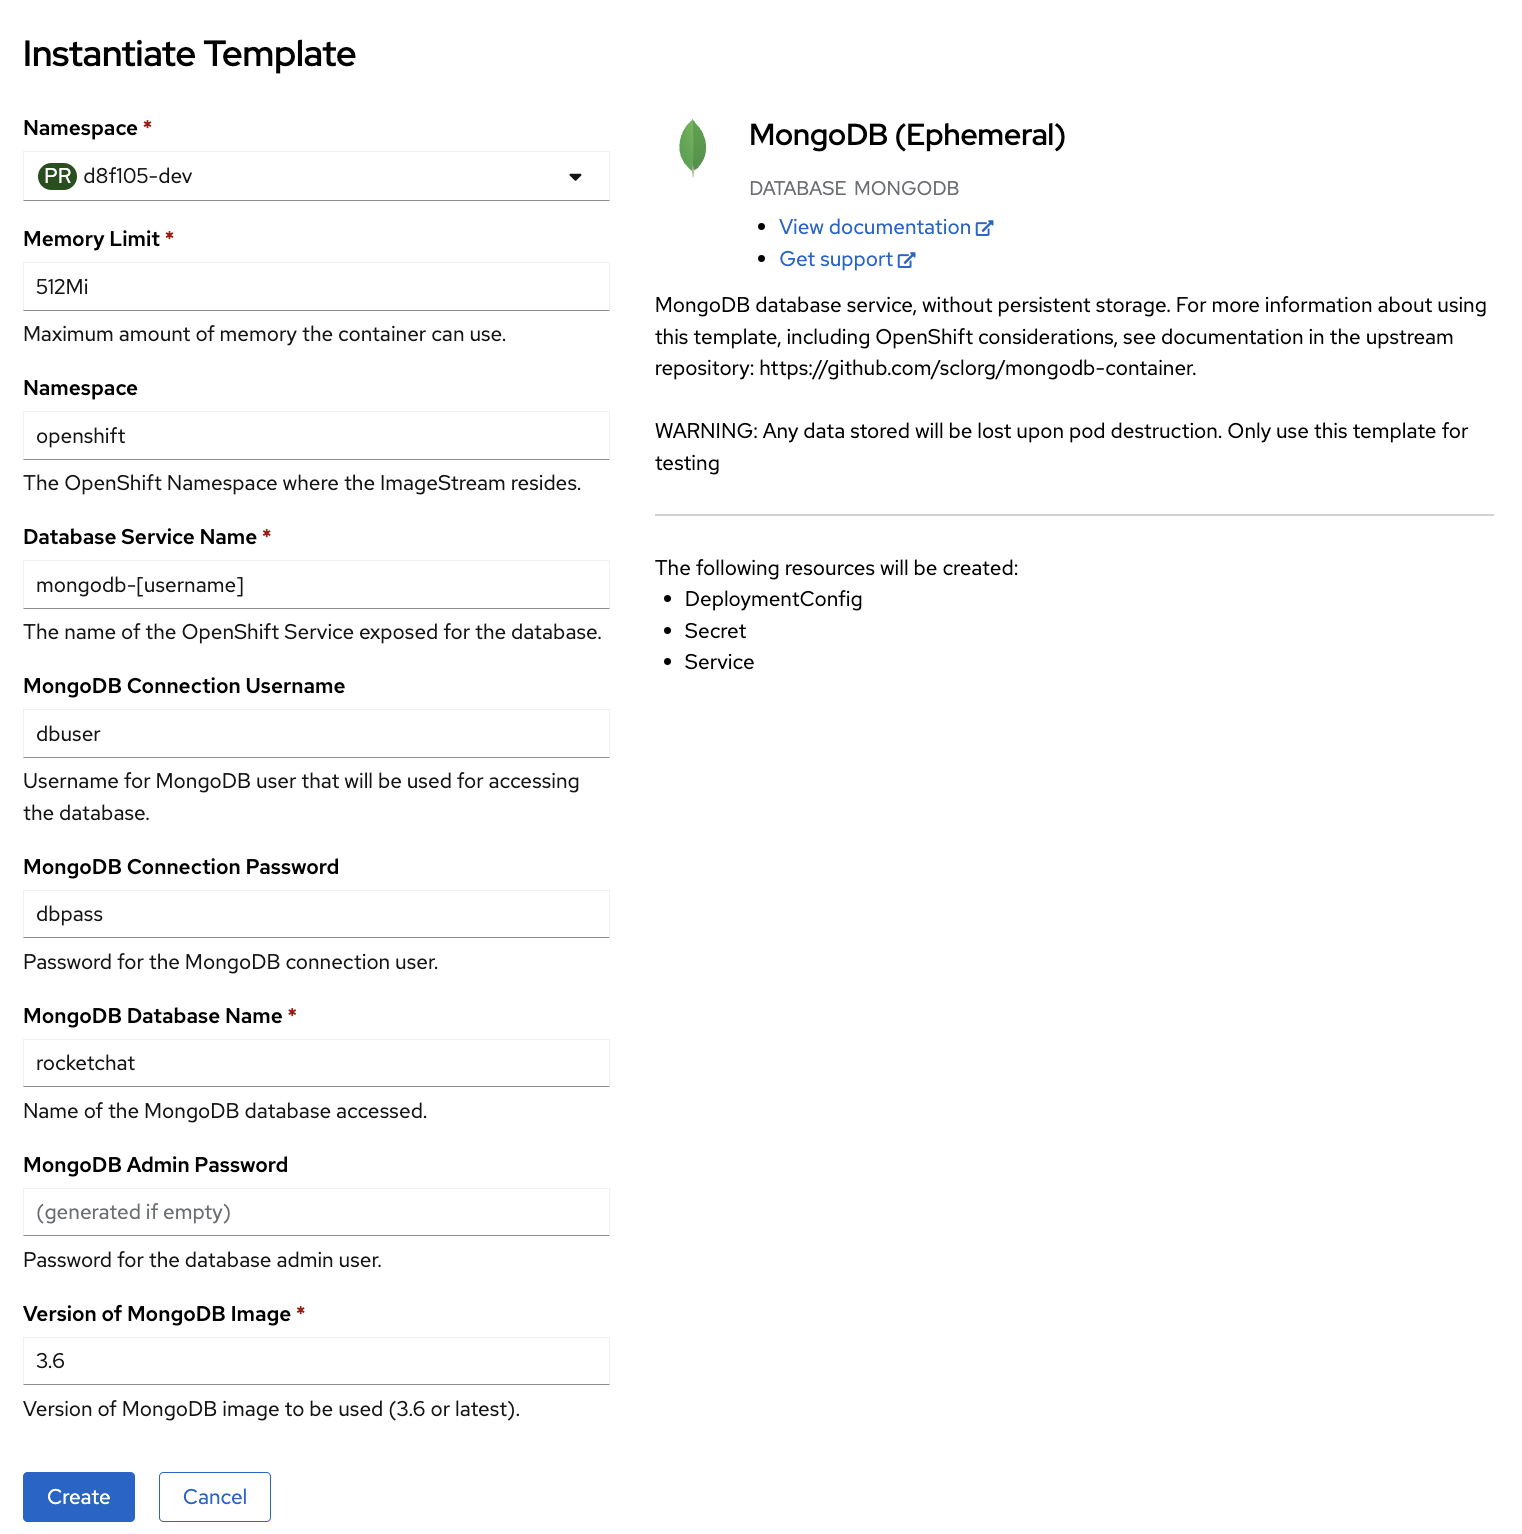 Instantiate Template
Namespace *
PR d8f105-dev
Memory Limit *
512Mi
Maximum amount of memory the container can use.
Namespace
openshift
The OpenShift Namespace where the ImageStream resides.
Database Service Name *
mongodb-[username]
The name of the OpenShift Service exposed for the database.
MongoDB Connection Username
dbuser
Username for MongoDB user that will be used for accessing
the database.
MongoDB Connection Password
dbpass
Password for the MongoDB connection user.
MongoDB Database Name *
rocketchat
Name of the MongoDB database accessed.
MongoDB Admin Password
(generated if empty)
Password for the database admin user.
Version of MongoDB Image *
3.6
Version of MongoDB image to be used (3.6 or latest).
Create
Cancel
MongoDB (Ephemeral)
DATABASE MONGODB
• View documentation
• Get support
MongoDB database service, without persistent storage. For more information about using
this template, including OpenShift considerations, see documentation in the upstream
repository: https://github.com/sclorg/mongodb-container.
WARNING: Any data stored will be lost upon pod destruction. Only use this template for
testing
The following resources will be created:
• DeploymentConfig
• Secret
• Service